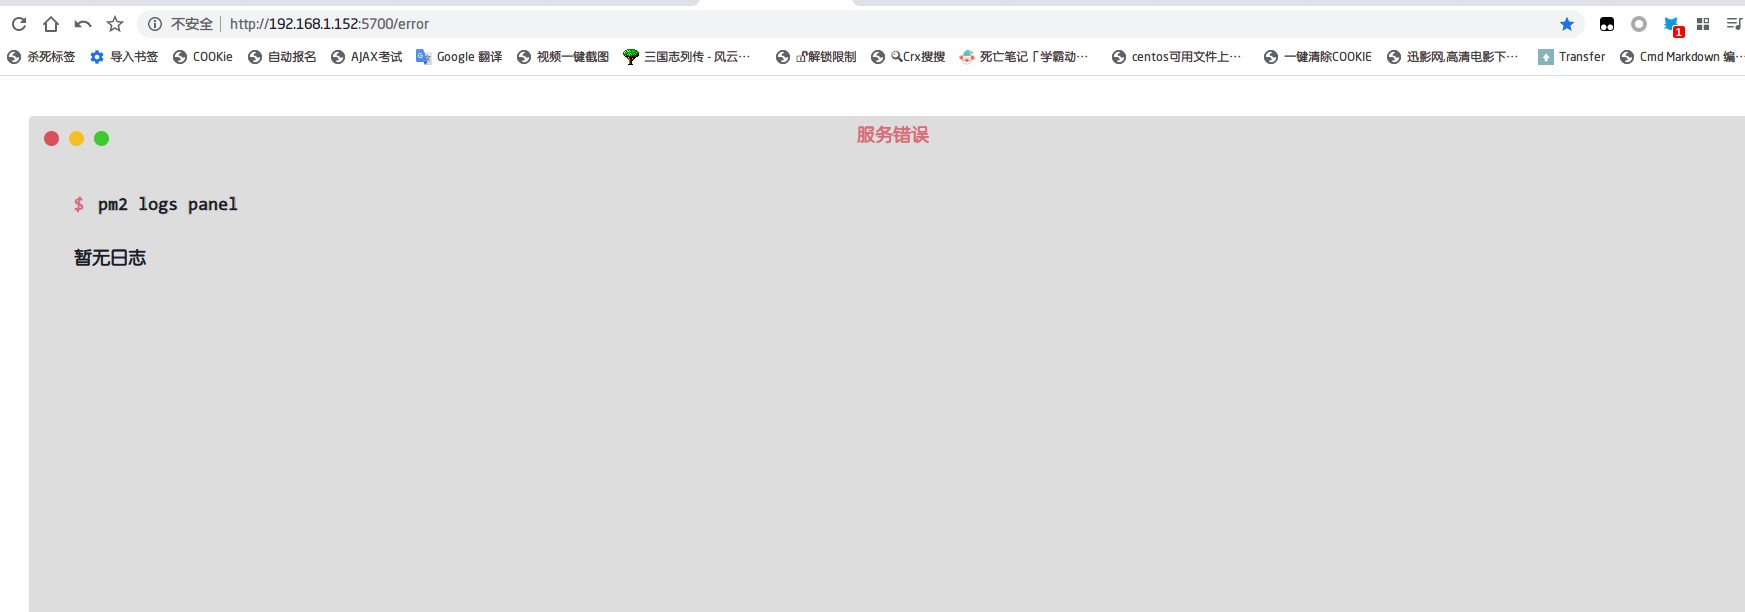 不安全 http://192.168.1.152:5700/error
1
杀死标签 导入书签 COOKie 自动报名 AJAX考试 Google 翻译 视频一键截图 三国志列传 - 风云… 🔓解锁限制 🔍Crx搜搜 死亡笔记「学霸动… centos可用文件上… 一键清除COOKIE 迅影网,高清电影下… Transfer Cmd Markdown 编…
服务错误
$ pm2 logs panel
暂无日志